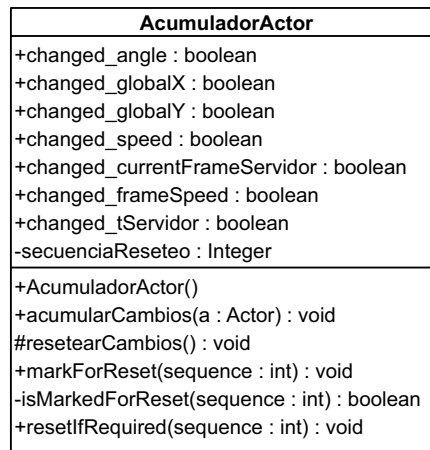 AcumuladorActor
+changed_angle : boolean
+changed_globalX : boolean
+changed_globalY : boolean
+changed_speed : boolean
+changed_currentFrameServidor : boolean
+changed_frameSpeed : boolean
+changed_tServidor : boolean
-secuenciaReseteo : Integer
+AcumuladorActor()
+acumularCambios(a : Actor) : void
#resetearCambios() : void
+markForReset(sequence : int) : void
-isMarkedForReset(sequence : int) : boolean
+resetIfRequired(sequence : int) : void